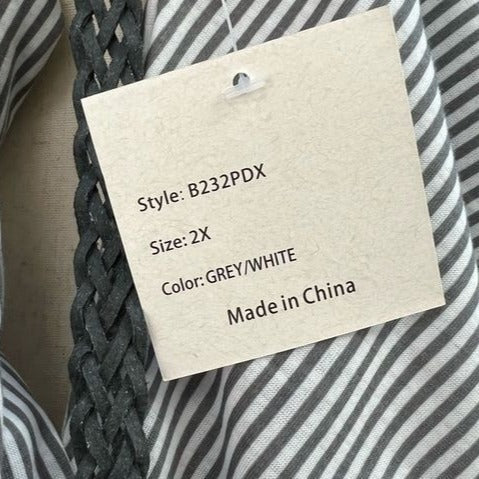 Style: B232PDX
Size: 2X
Color: GREY/WHITE
Made in China